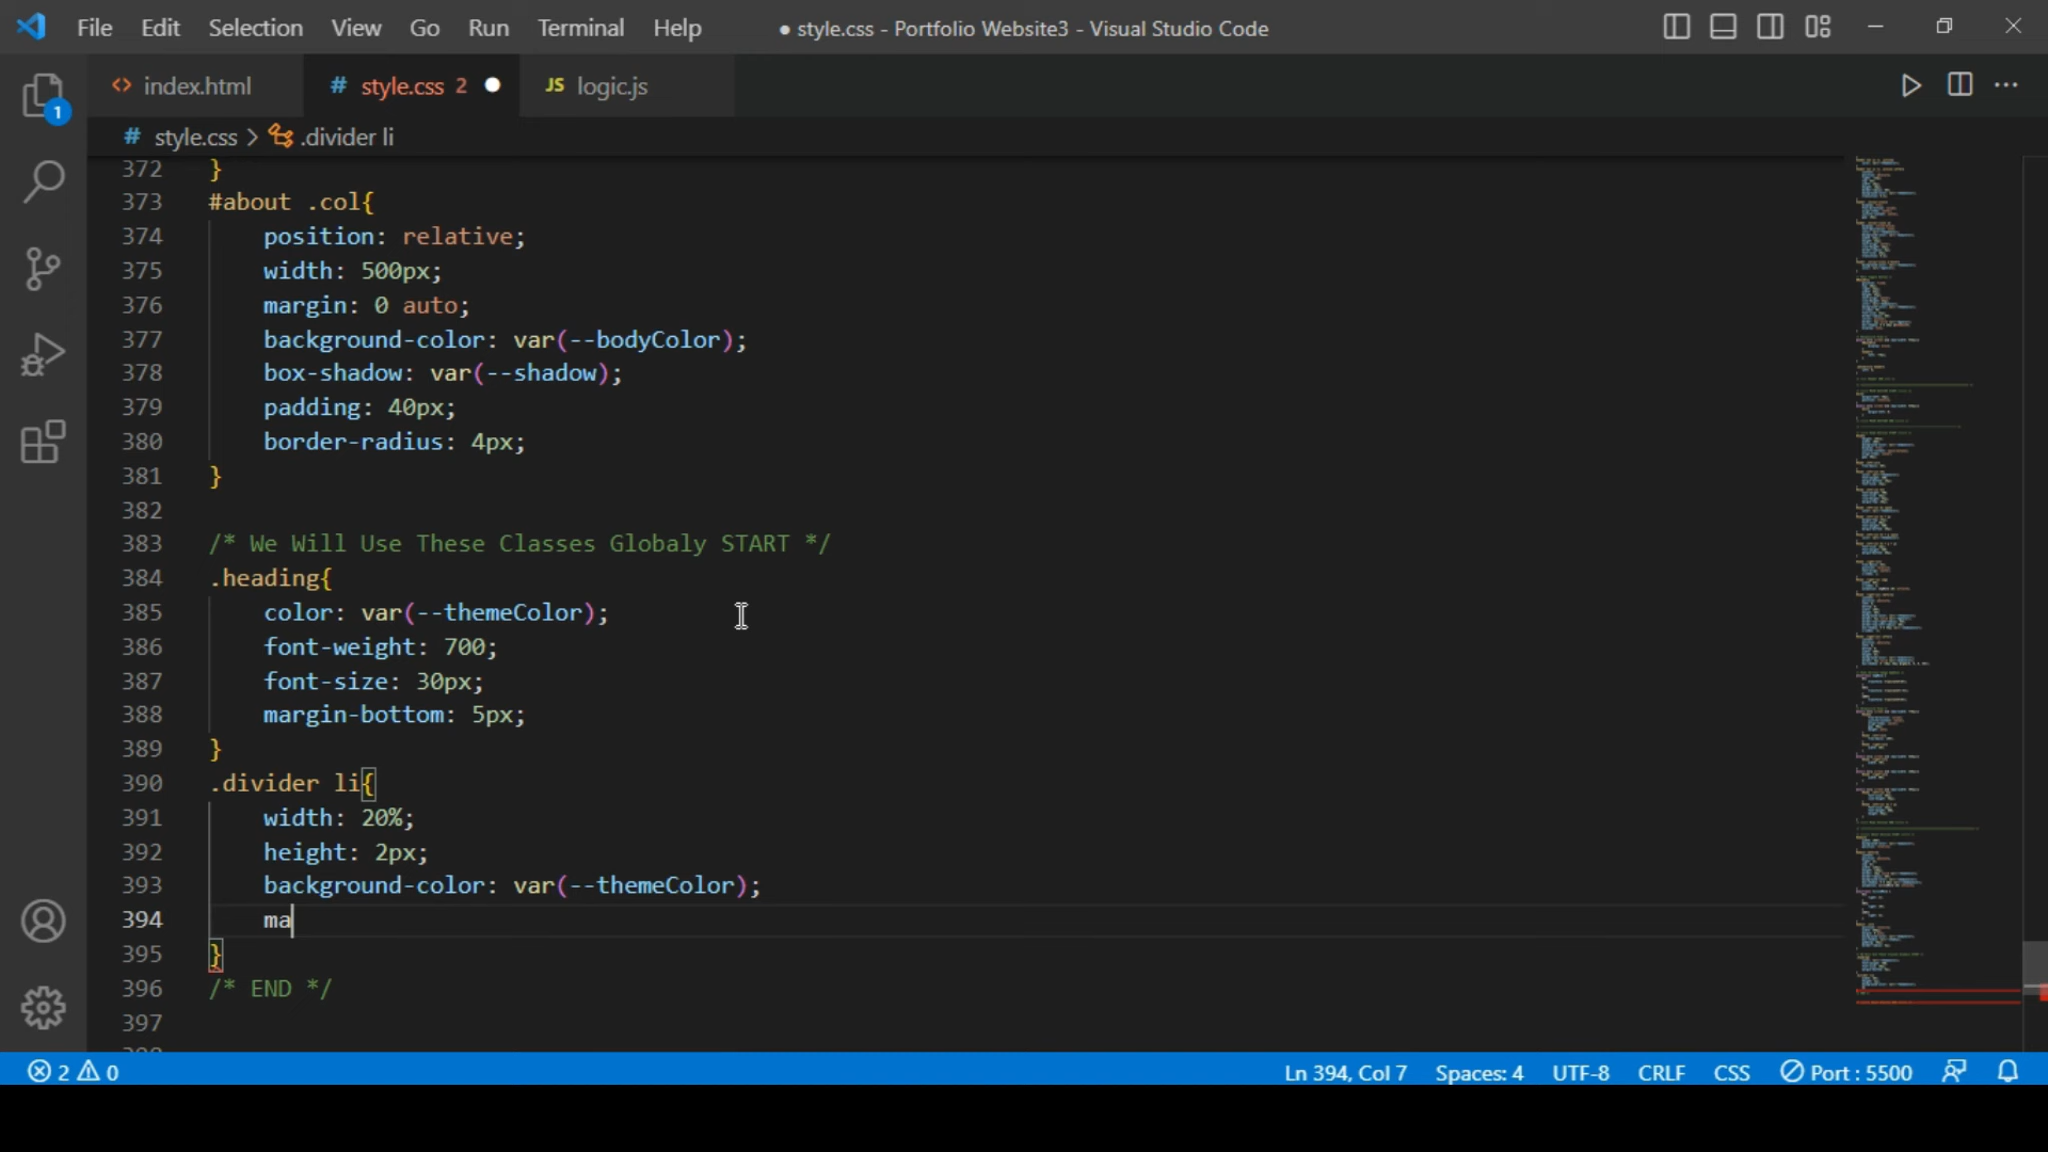 File Edit Selection View Go Run Terminal Help ● style.css - Portfolio Website3 - Visual Studio Code
<> index.html # style.css 2 ● JS logic.js
1
# style.css > .divider li
372 }
373 #about .col{
374 position: relative;
375 width: 500px;
376 margin: 0 auto;
377 background-color: var(--bodyColor);
378 box-shadow: var(--shadow);
379 padding: 40px;
380 border-radius: 4px;
381 }
382
383 /* We Will Use These Classes Globaly START */
384 .heading{
385 color: var(--themeColor);
386 font-weight: 700;
387 font-size: 30px;
388 margin-bottom: 5px;
389 }
390 .divider li{
391 width: 20%;
392 height: 2px;
393 background-color: var(--themeColor);
394 ma
395 }
396 /* END */
397
2 0 Ln 394, Col 7 Spaces: 4 UTF-8 CRLF CSS Port : 5500